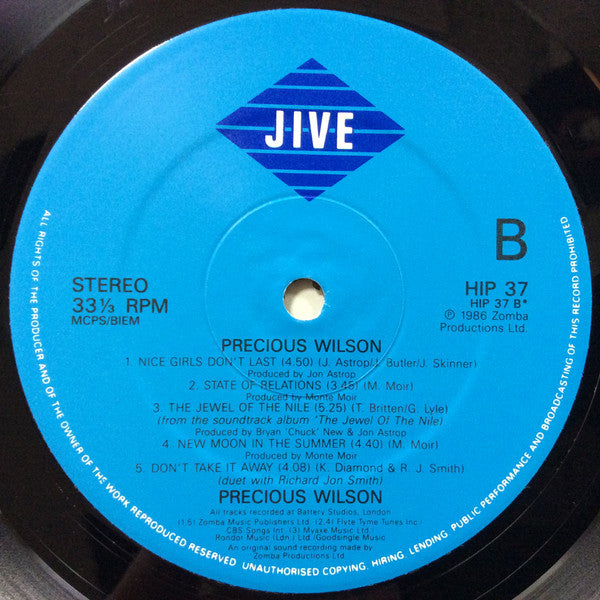 JIVE
B
STEREO
33⅓ RPM
MCPS/BIEM
HIP 37
HIP 37 B*
℗ 1986 Zomba
Productions Ltd.
PRECIOUS WILSON
1. NICE GIRLS DON'T LAST (4.50) (J. Astrop/J. Butler/J. Skinner)
Produced by Jon Astrop
2. STATE OF RELATIONS (3.45) (M. Moir)
Produced by Monte Moir
3. THE JEWEL OF THE NILE (5.25) (T. Britten/G. Lyle)
(from the soundtrack album 'The Jewel Of The Nile)
Produced by Bryan "Chuck" New & Jon Astrop
4. NEW MOON IN THE SUMMER (4.40) (M. Moir)
Produced by Monte Moir
5. DON'T TAKE IT AWAY (4.08) (K. Diamond & R. J. Smith)
(duet with Richard Jon Smith)
PRECIOUS WILSON
All tracks recorded at Battery Studios, London
(1,5) Zomba Music Publishers Ltd. (2,4) Flyte Tyme Tunes Inc./
CBS Songs Int. (3) Myaxe Music Ltd./
Rondor Music (Ldn.) Ltd./Goodsingle Music
An original sound recording made by
Zomba Productions Ltd.
ALL RIGHTS OF THE PRODUCER AND OF THE OWNER OF THE WORK REPRODUCED RESERVED. UNAUTHORISED COPYING, HIRING, LENDING, PUBLIC PERFORMANCE AND BROADCASTING OF THIS RECORD PROHIBITED